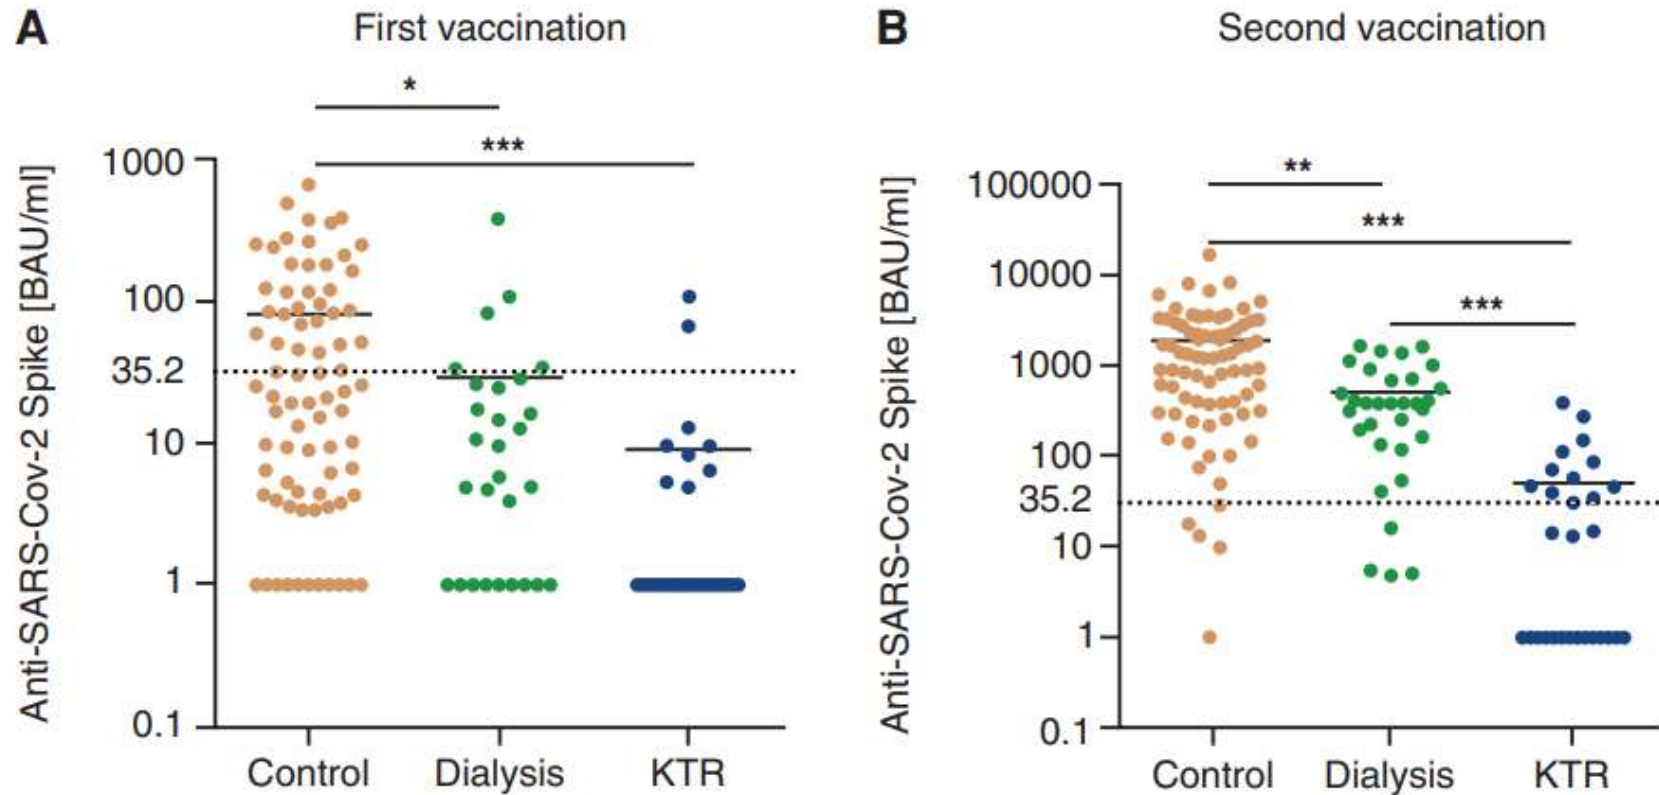 A
First vaccination
*
***
Anti-SARS-Cov-2 Spike [BAU/ml]
1000
100
35.2
10
1
0.1
Control
Dialysis
KTR
B
Second vaccination
**
***
***
Anti-SARS-Cov-2 Spike [BAU/ml]
100000
10000
1000
100
35.2
10
1
0.1
Control
Dialysis
KTR